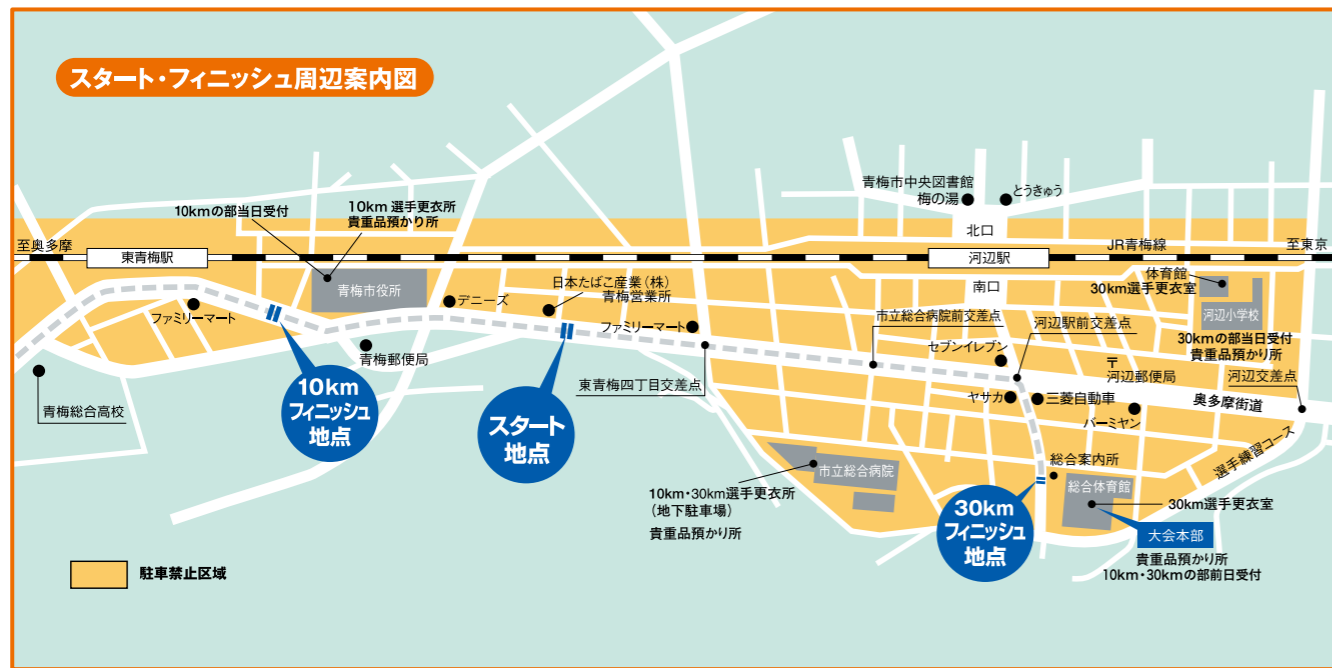 スタート・フィニッシュ周辺案内図
青梅市中央図書館
梅の湯
とうきゅう
10kmの部当日受付
10km 選手更衣所
貴重品預かり所
北口
至奥多摩
東青梅駅
河辺駅
JR青梅線
至東京
青梅市役所
デニーズ
日本たばこ産業（株）
青梅営業所
南口
体育館
30km選手更衣室
河辺小学校
ファミリーマート
ファミリーマート
市立総合病院前交差点
河辺駅前交差点
30kmの部当日受付
貴重品預かり所
青梅郵便局
セブンイレブン
〒
河辺郵便局
河辺交差点
東青梅四丁目交差点
青梅総合高校
10km
フィニッシュ
地点
スタート
地点
ヤサカ
三菱自動車
バーミヤン
奥多摩街道
選手練習コース
市立総合病院
総合案内所
総合体育館
10km・30km選手更衣所
（地下駐車場）
貴重品預かり所
30km
フィニッシュ
地点
30km選手更衣室
大会本部
貴重品預かり所
10km・30kmの部前日受付
駐車禁止区域